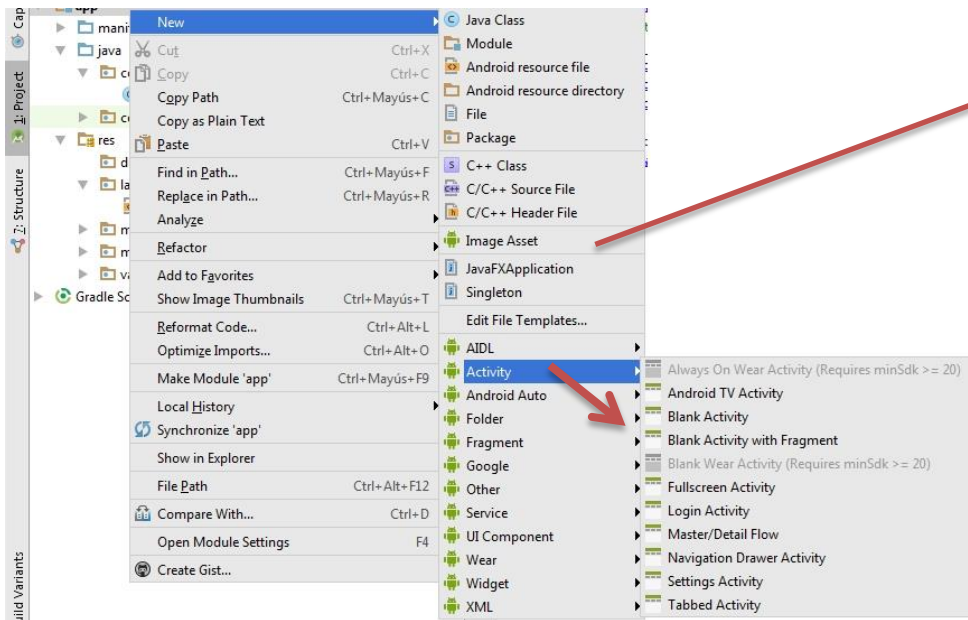 Cap
1: Project
7: Structure
uild Variants
app
mani
java
res
Gradle Sc
New
Cut Ctrl+X
Copy Ctrl+C
Copy Path Ctrl+Mayús+C
Copy as Plain Text
Paste Ctrl+V
Find in Path... Ctrl+Mayús+F
Replace in Path... Ctrl+Mayús+R
Analyze
Refactor
Add to Favorites
Show Image Thumbnails Ctrl+Mayús+T
Reformat Code... Ctrl+Alt+L
Optimize Imports... Ctrl+Alt+O
Make Module 'app' Ctrl+Mayús+F9
Local History
Synchronize 'app'
Show in Explorer
File Path Ctrl+Alt+F12
Compare With... Ctrl+D
Open Module Settings F4
Create Gist...
Java Class
Module
Android resource file
Android resource directory
File
Package
C++ Class
C/C++ Source File
C/C++ Header File
Image Asset
JavaFXApplication
Singleton
Edit File Templates...
AIDL
Activity
Android Auto
Folder
Fragment
Google
Other
Service
UI Component
Wear
Widget
XML
Always On Wear Activity (Requires minSdk >= 20)
Android TV Activity
Blank Activity
Blank Activity with Fragment
Blank Wear Activity (Requires minSdk >= 20)
Fullscreen Activity
Login Activity
Master/Detail Flow
Navigation Drawer Activity
Settings Activity
Tabbed Activity